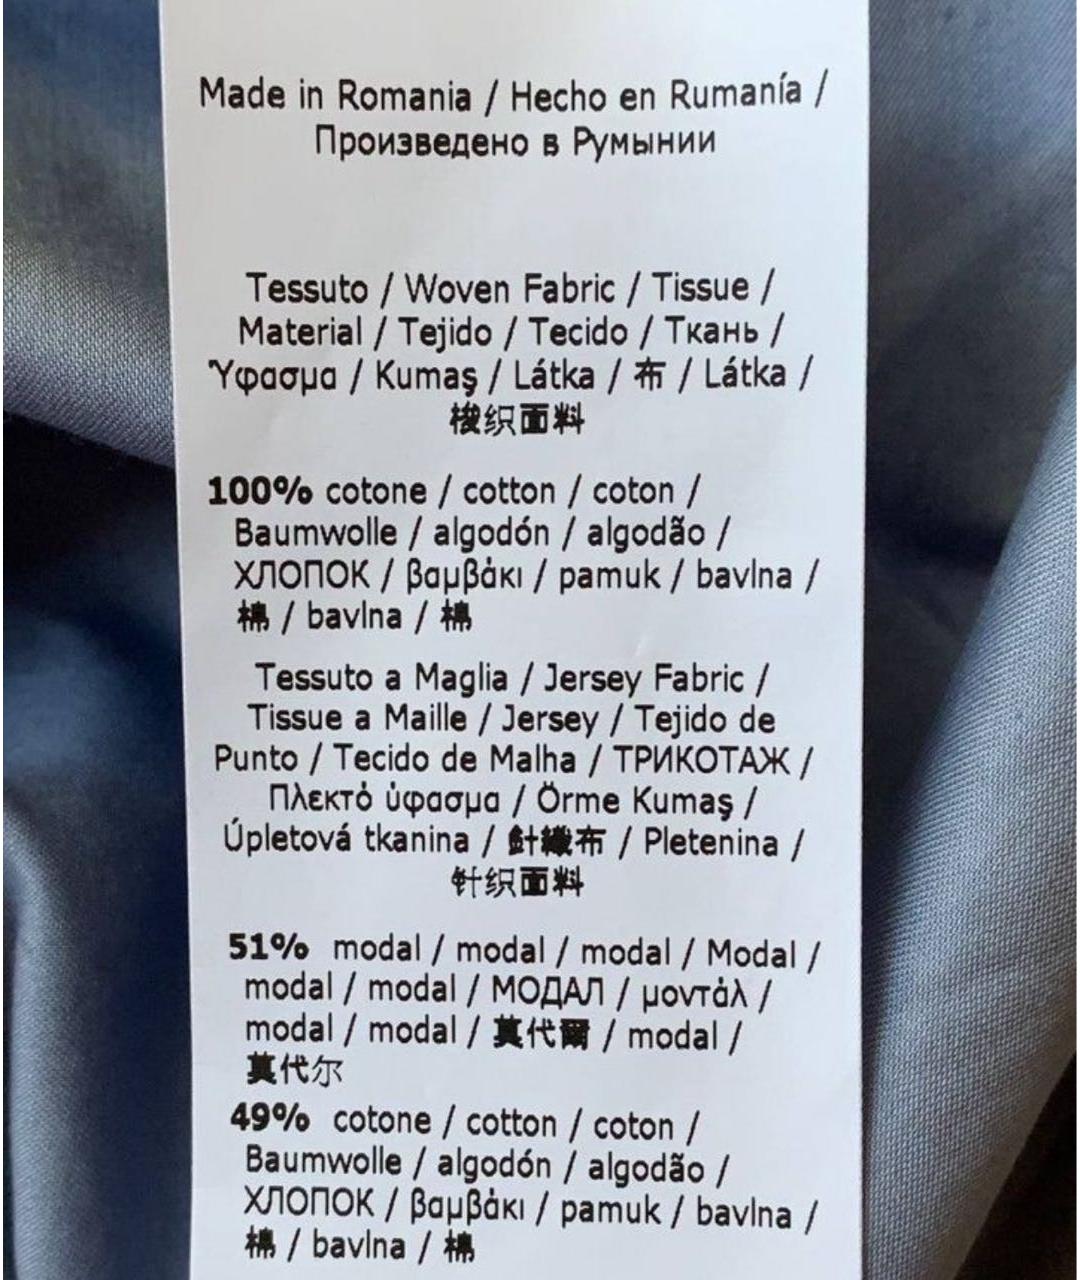 Made in Romania / Hecho en Rumanía /
Произведено в Румынии
Tessuto / Woven Fabric / Tissue /
Material / Tejido / Tecido / Ткань /
Ύφασμα / Kumaş / Látka / 布 / Látka /
梭织面料
100% cotone / cotton / coton /
Baumwolle / algodón / algodão /
ХЛОПОК / βαμβάκι / pamuk / bavlna /
棉 / bavlna / 棉
Tessuto a Maglia / Jersey Fabric /
Tissue a Maille / Jersey / Tejido de
Punto / Tecido de Malha / ТРИКОТАЖ /
Πλεκτό ύφασμα / Örme Kumaş /
Úpletová tkanina / 針織布 / Pletenina /
针织面料
51% modal / modal / modal / Modal /
modal / modal / МОДАЛ / μοντάλ /
modal / modal / 莫代爾 / modal /
莫代尔
49% cotone / cotton / coton /
Baumwolle / algodón / algodão /
ХЛОПОК / βαμβάκι / pamuk / bavlna /
棉 / bavlna / 棉